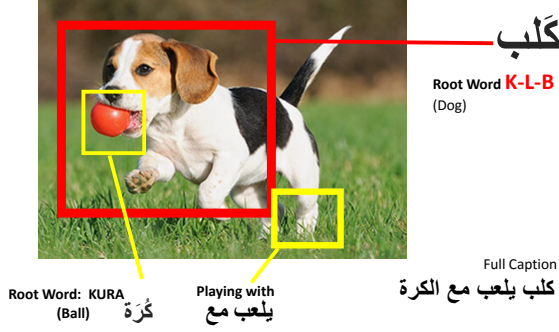 كَلب
Root Word K-L-B
(Dog)
Full Caption
كلب يلعب مع الكرة
Root Word: KURA
(Ball)
كُرَة
Playing with
يلعب مع